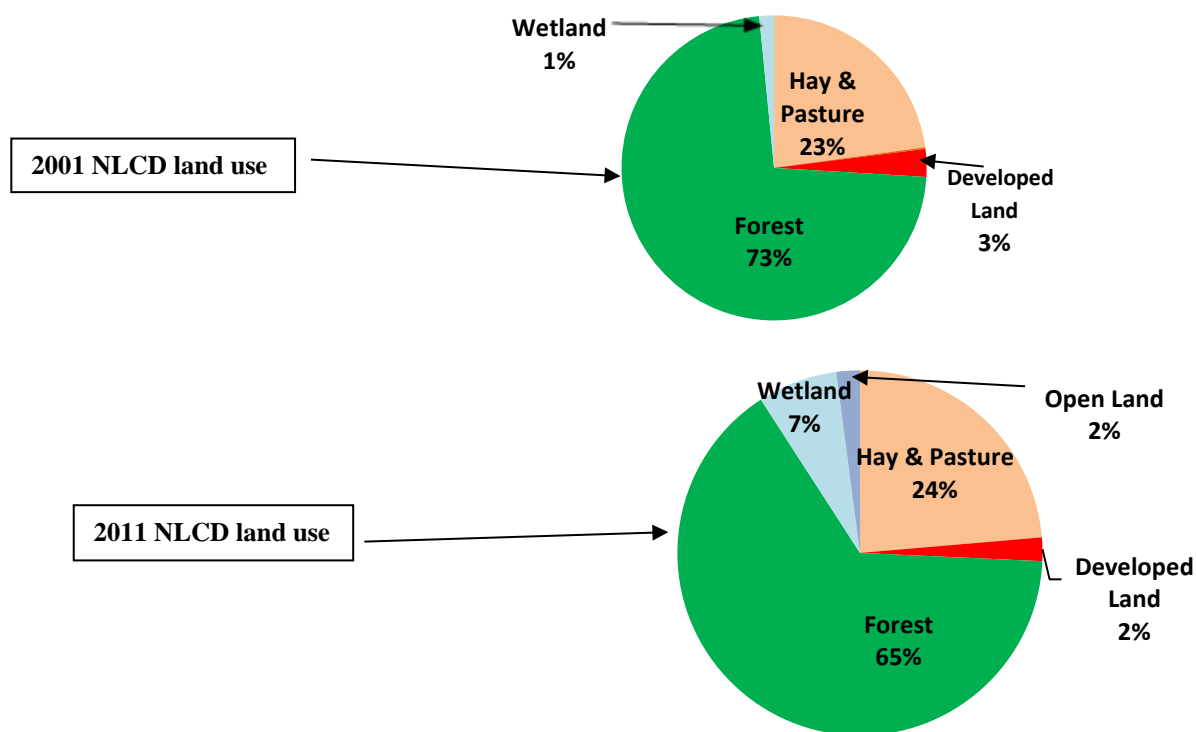 Wetland
1%
Hay &
Pasture
23%
2001 NLCD land use
Developed
Land
3%
Forest
73%
Wetland
7%
Open Land
2%
Hay & Pasture
24%
2011 NLCD land use
Developed
Land
2%
Forest
65%